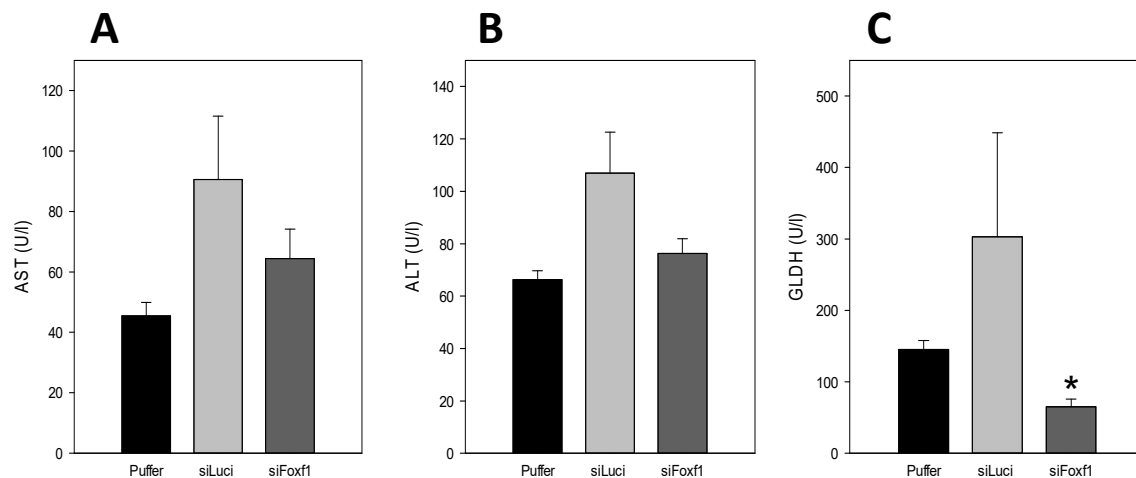 A
AST (U/l)
120
100
80
60
40
20
0
Puffer siLuci siFoxf1
B
ALT (U/l)
140
120
100
80
60
40
20
0
Puffer siLuci siFoxf1
C
GLDH (U/l)
500
400
300
200
100
0
*
Puffer siLuci siFoxf1